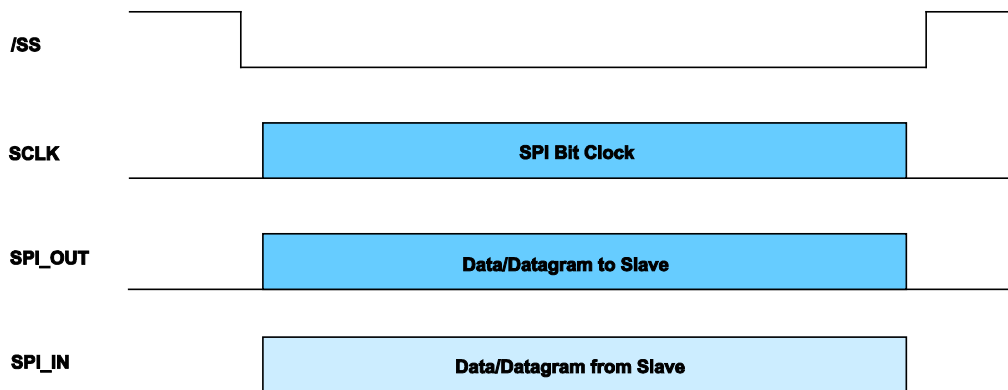 /SS
SCLK
SPI Bit Clock
SPI_OUT
Data/Datagram to Slave
SPI_IN
Data/Datagram from Slave